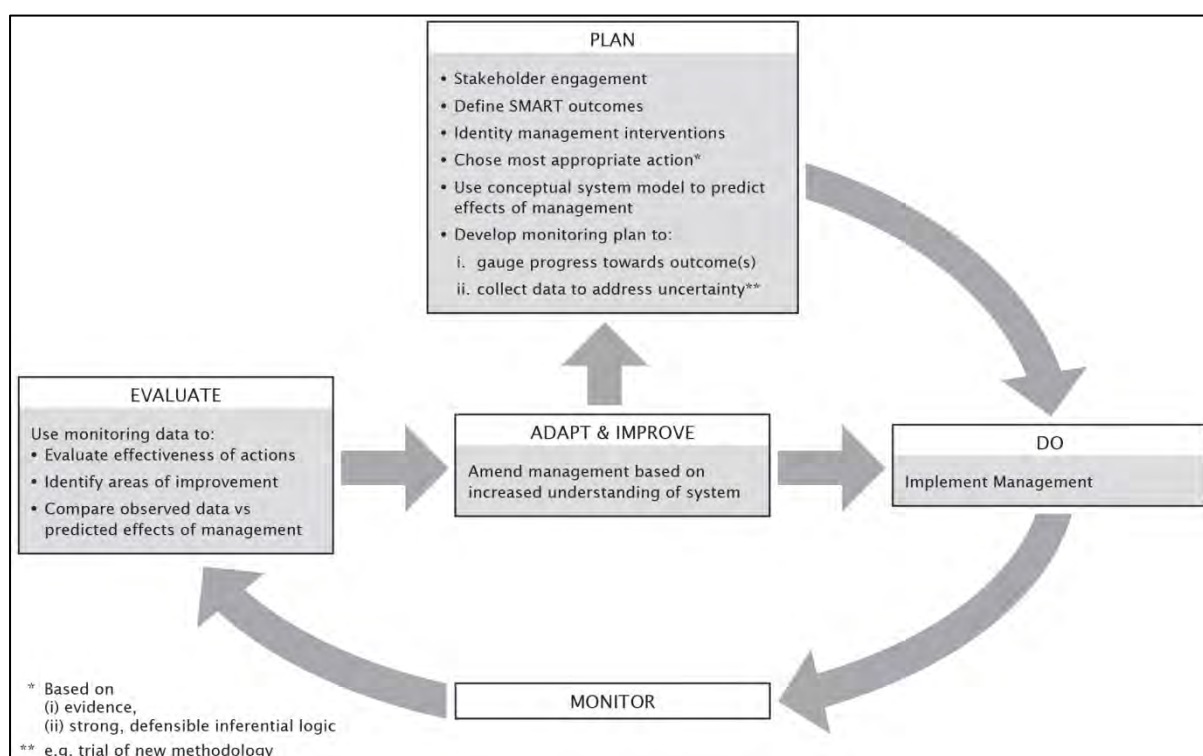 PLAN
• Stakeholder engagement
• Define SMART outcomes
• Identity management interventions
• Chose most appropriate action*
• Use conceptual system model to predict
effects of management
• Develop monitoring plan to:
i. gauge progress towards outcome(s)
ii. collect data to address uncertainty**
EVALUATE
Use monitoring data to:
• Evaluate effectiveness of actions
• Identify areas of improvement
• Compare observed data vs
predicted effects of management
ADAPT & IMPROVE
Amend management based on
increased understanding of system
DO
Implement Management
MONITOR
* Based on
(i) evidence,
(ii) strong, defensible inferential logic
** e.g. trial of new methodology